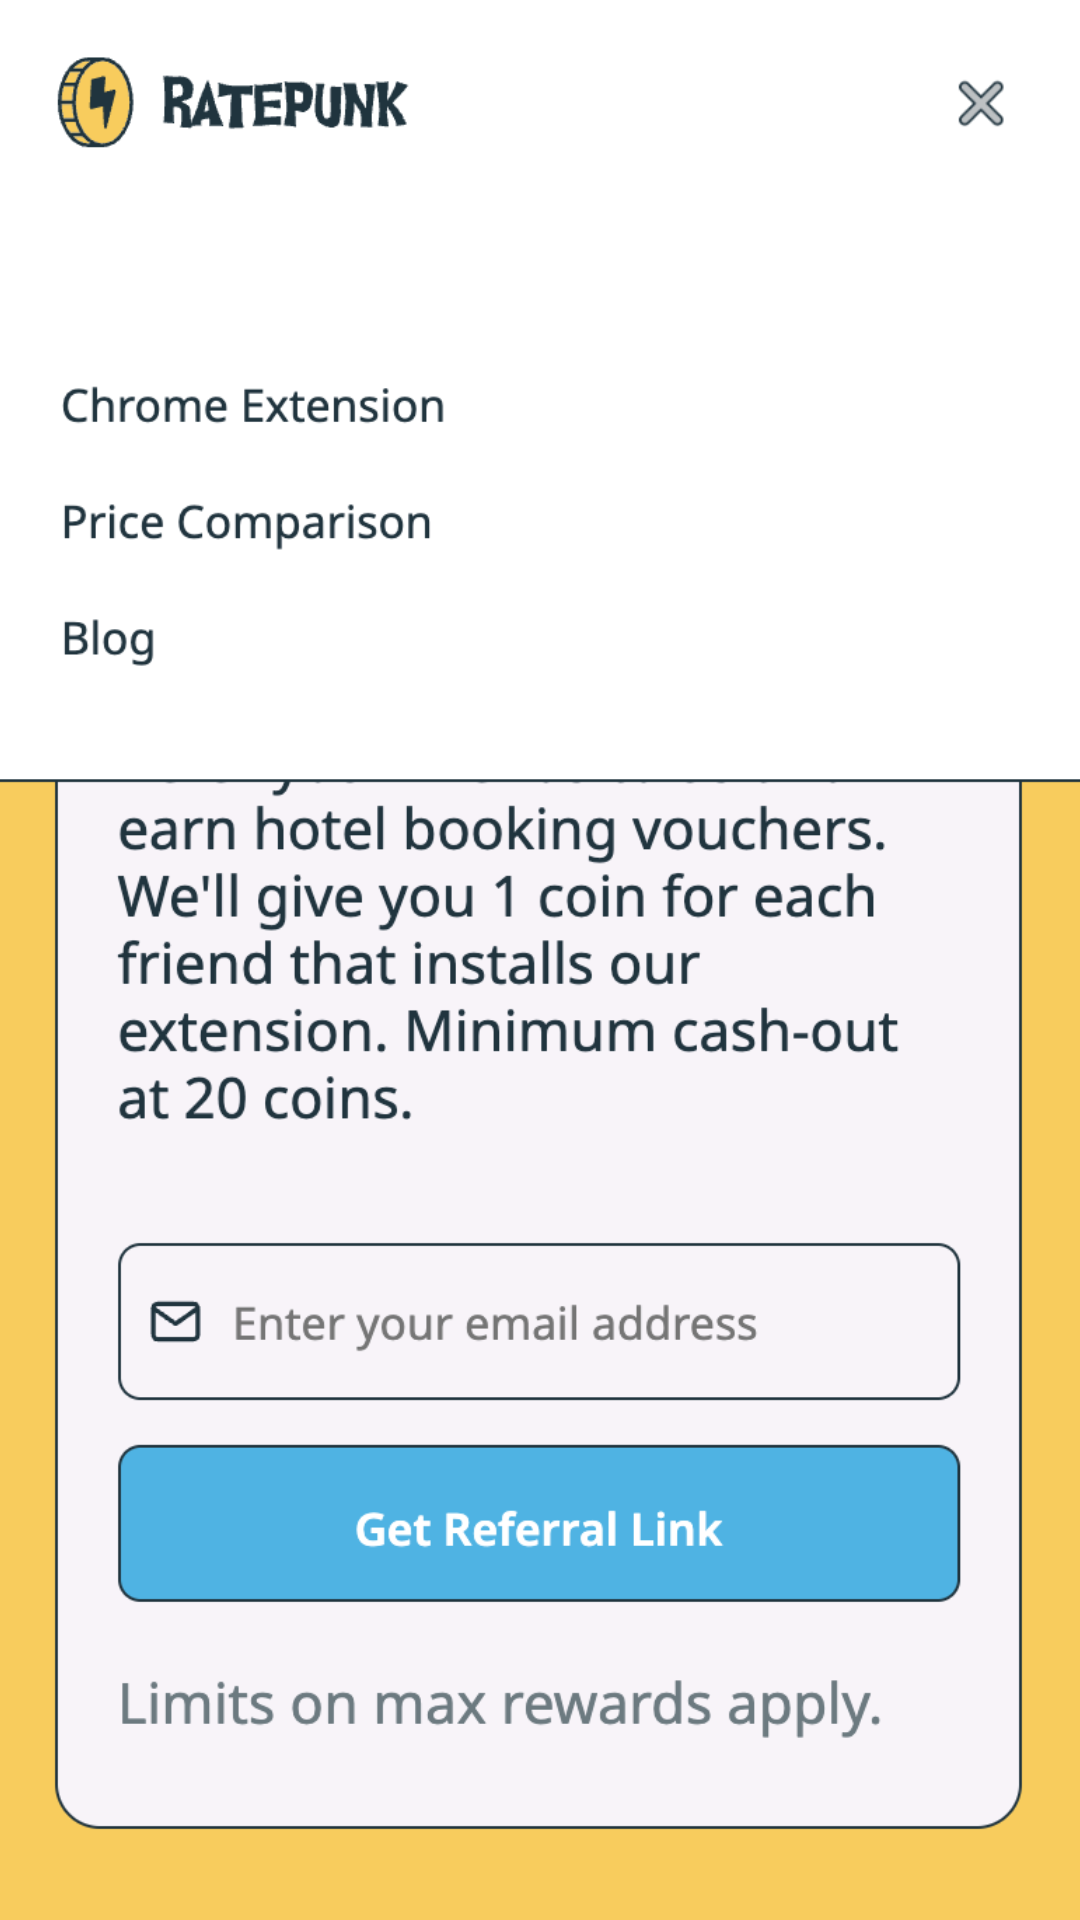 RATEPUNK
Chrome Extension
Price Comparison
Blog
earn hotel booking vouchers.
We'll give you 1 coin for each
friend that installs our
extension. Minimum cash-out
at 20 coins.
Enter your email address
Get Referral Link
Limits on max rewards apply.